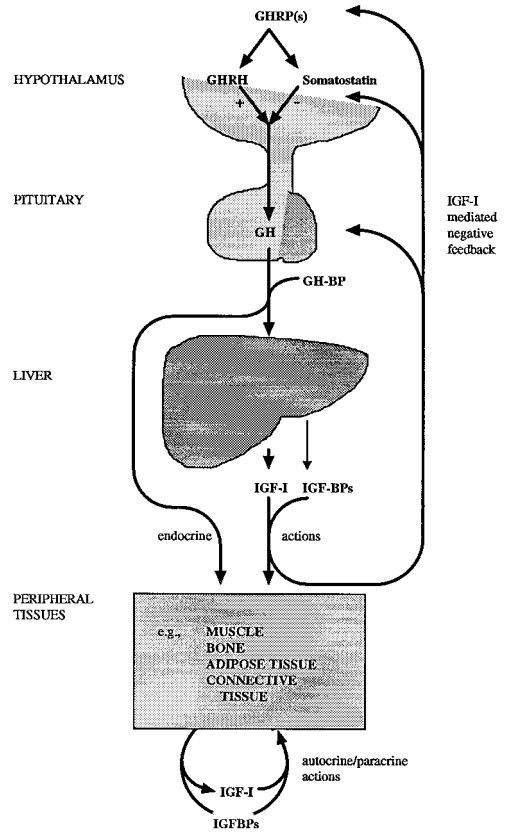 GHRP(s)
HYPOTHALAMUS
GHRH
Somatostatin
+
-
PITUITARY
IGF-I
mediated
negative
feedback
GH
GH-BP
LIVER
IGF-I
IGF-BPs
endocrine
actions
PERIPHERAL
TISSUES
e.g., MUSCLE
BONE
ADIPOSE TISSUE
CONNECTIVE
TISSUE
autocrine/paracrine
actions
IGF-I
IGFBPs